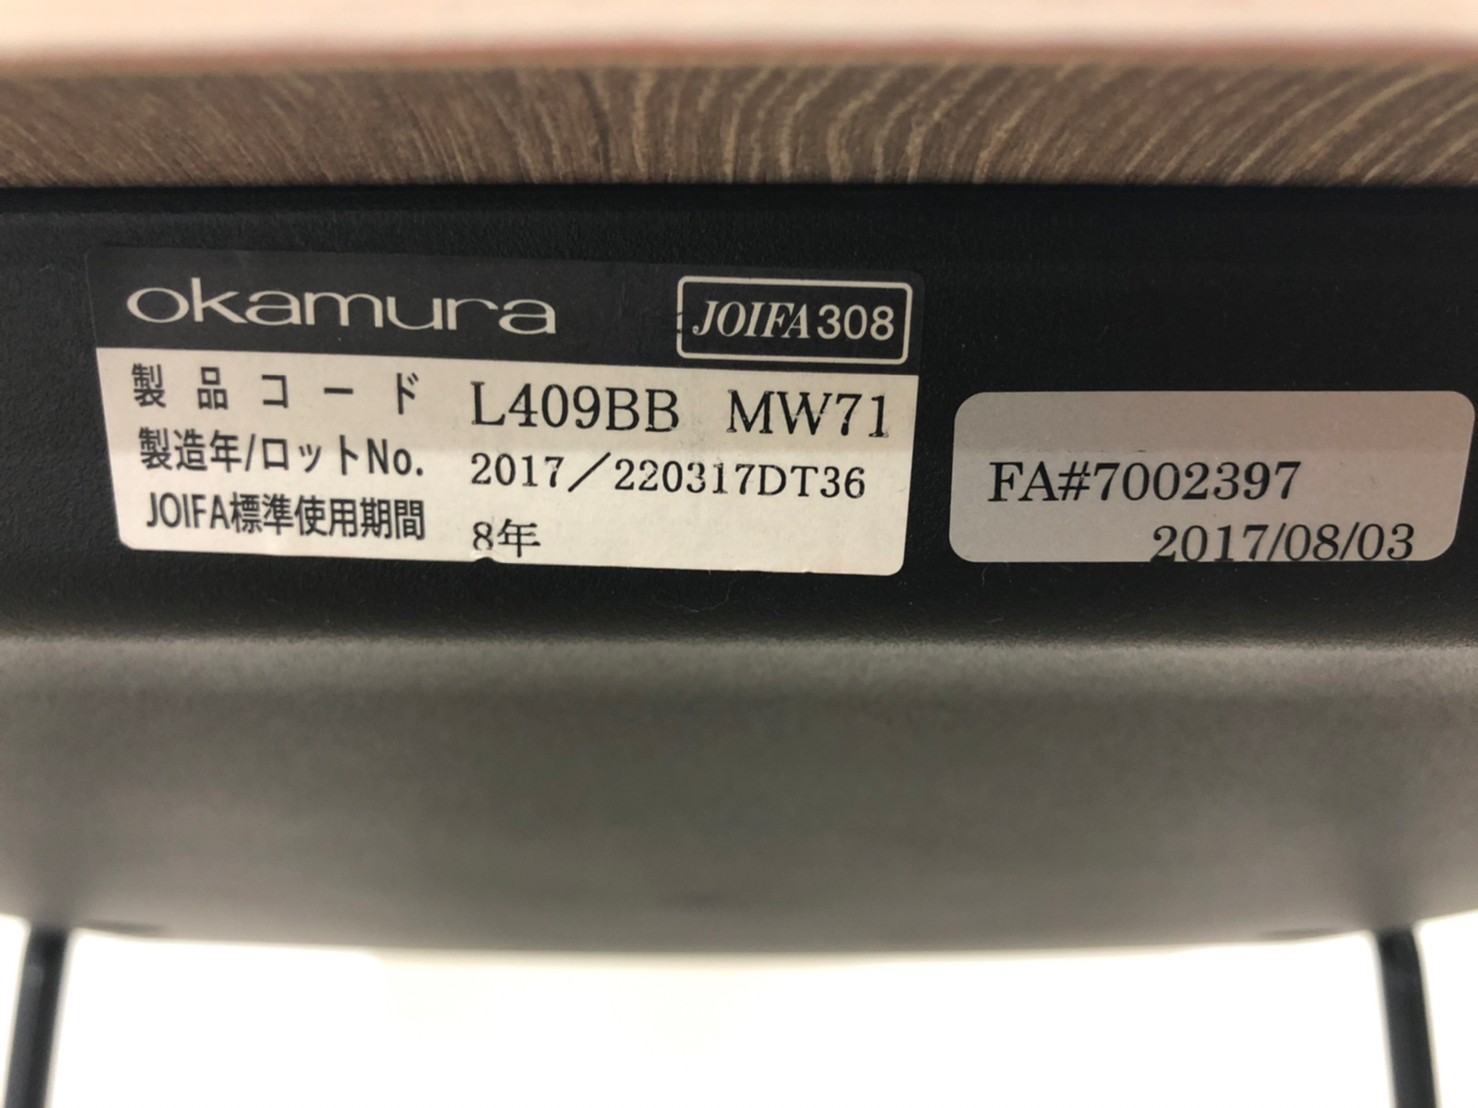 okamura
JOIFA308
製品コード L409BB MW71
製造年/ロットNo. 2017/220317DT36
JOIFA標準使用期間 8年
FA#7002397
2017/08/03